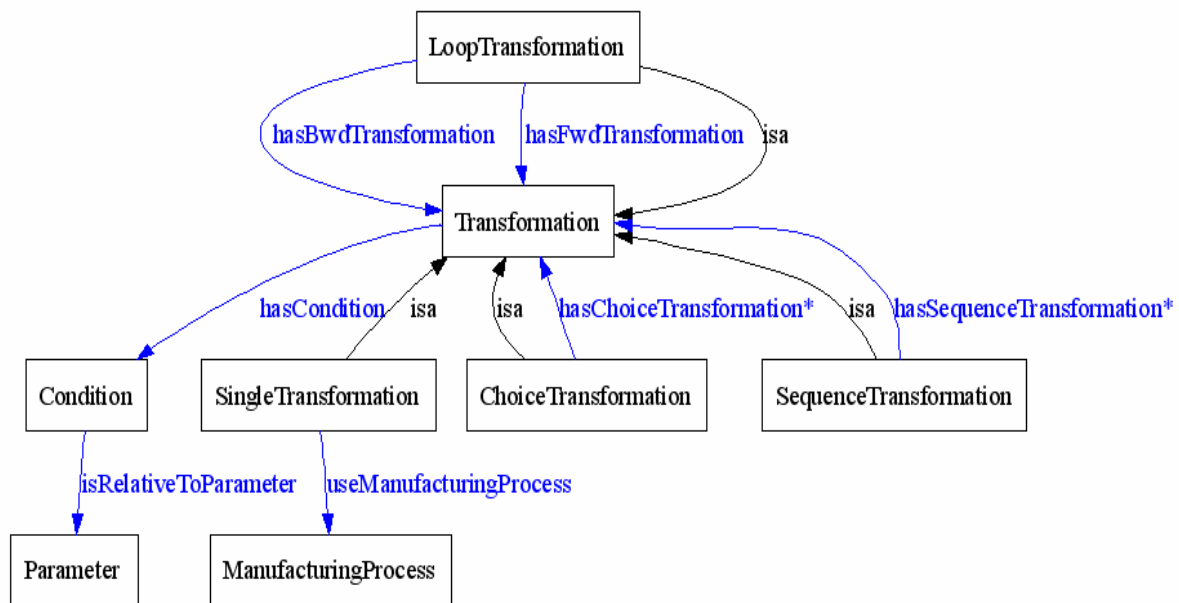 LoopTransformation
hasBwdTransformation
hasFwdTransformation
isa
Transformation
hasCondition
isa
isa
hasChoiceTransformation*
isa
hasSequenceTransformation*
Condition
SingleTransformation
ChoiceTransformation
SequenceTransformation
isRelativeToParameter
useManufacturingProcess
Parameter
ManufacturingProcess